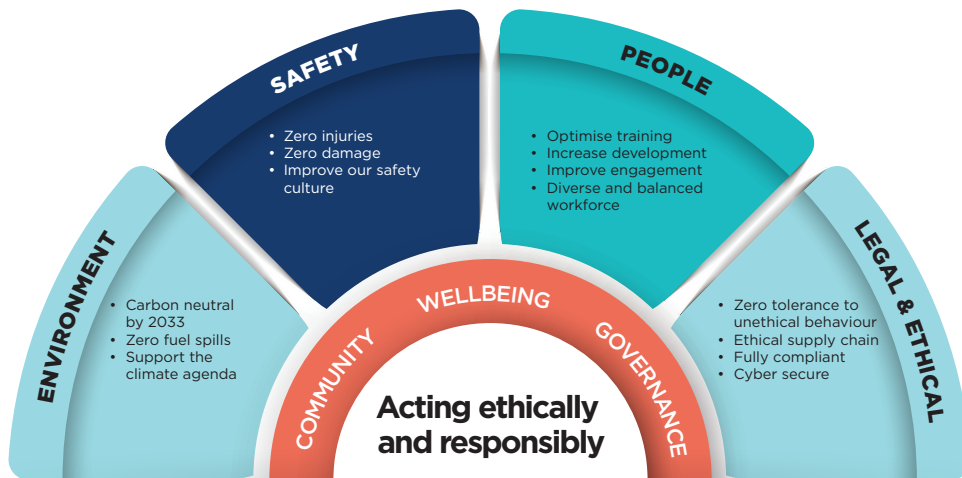 ENVIRONMENT
• Carbon neutral
by 2033
• Zero fuel spills
• Support the
climate agenda
SAFETY
• Zero injuries
• Zero damage
• Improve our safety
culture
PEOPLE
• Optimise training
• Increase development
• Improve engagement
• Diverse and balanced
workforce
LEGAL & ETHICAL
• Zero tolerance to
unethical behaviour
• Ethical supply chain
• Fully compliant
• Cyber secure
COMMUNITY
WELLBEING
GOVERNANCE
Acting ethically
and responsibly